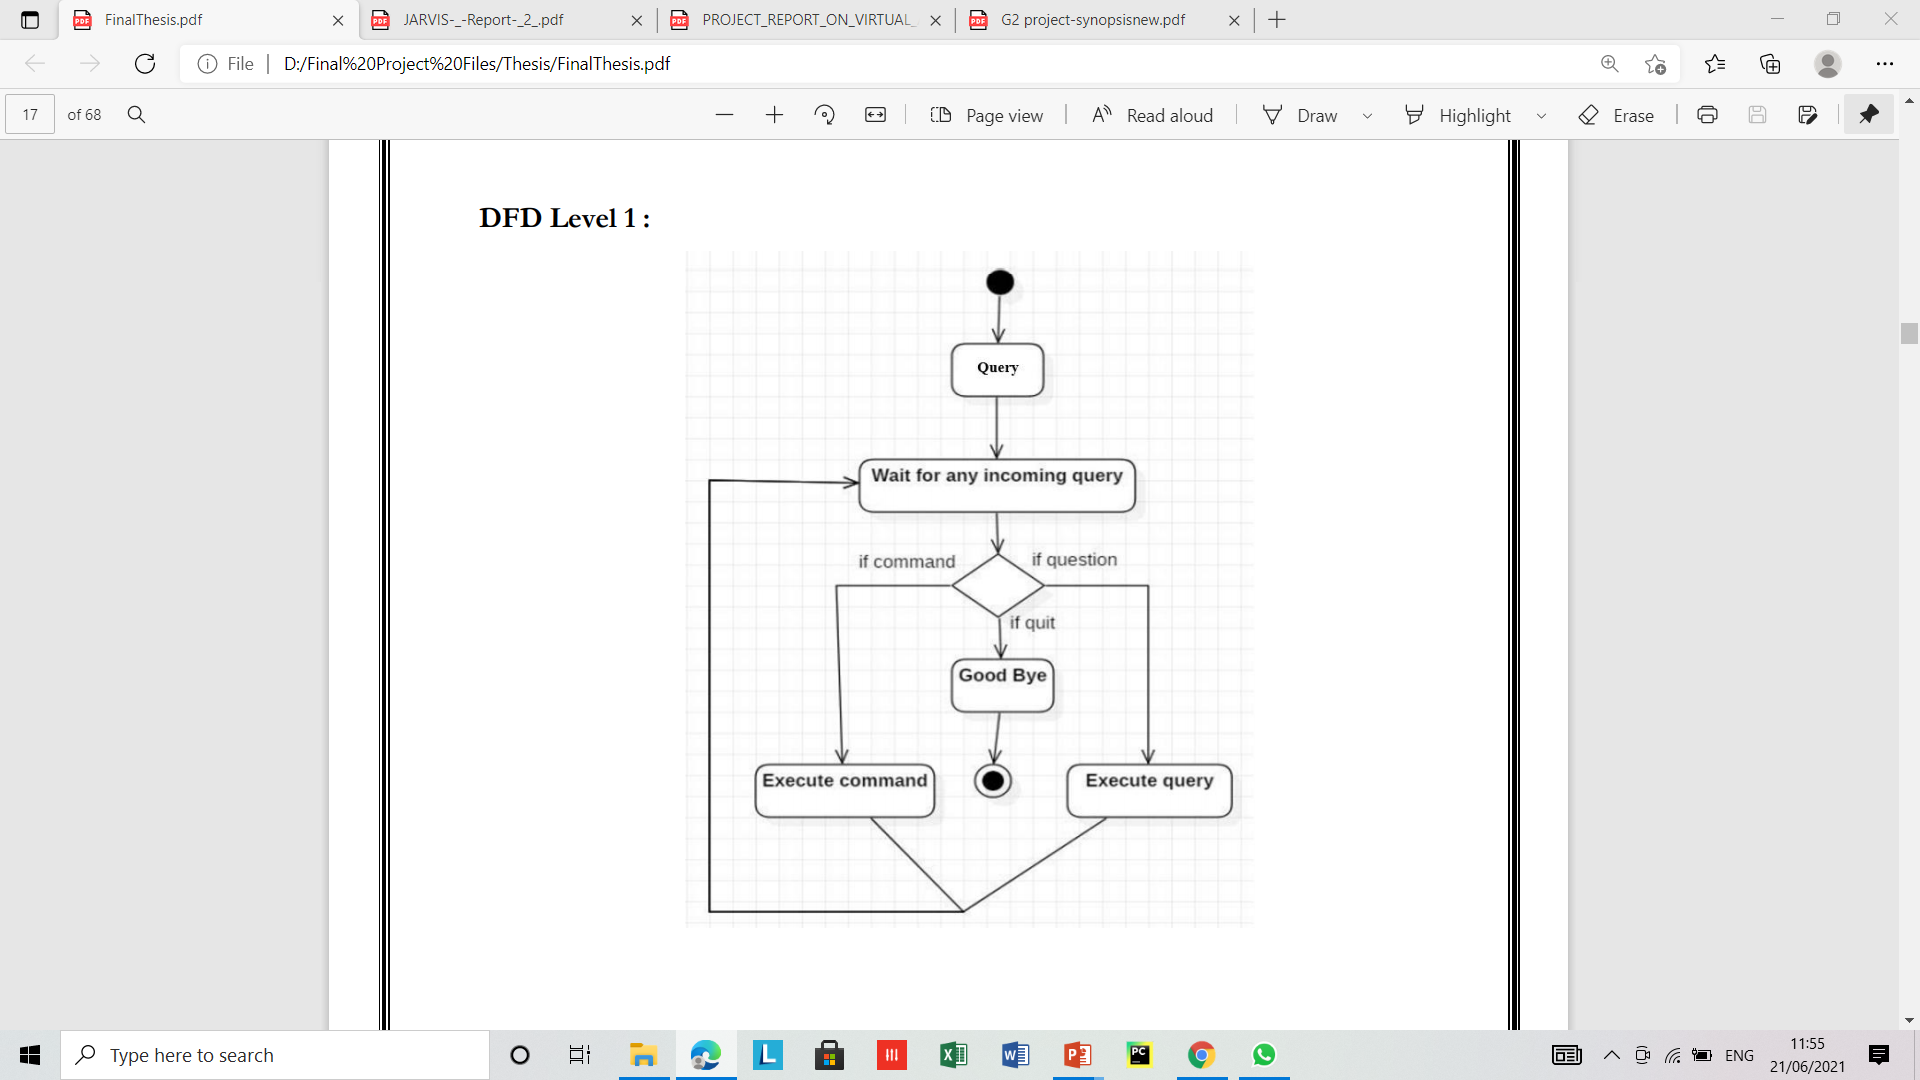 FinalThesis.pdf
JARVIS-_-Report-_2_.pdf
PROJECT_REPORT_ON_VIRTUAL_
G2 project-synopsisnew.pdf
File
D:/Final%20Project%20Files/Thesis/FinalThesis.pdf
17 of 68
Page view
Read aloud
Draw
Highlight
Erase
DFD Level 1 :
Query
Wait for any incoming query
if command
if question
if quit
Good Bye
Execute command
Execute query
Type here to search
ENG
11:55
21/06/2021